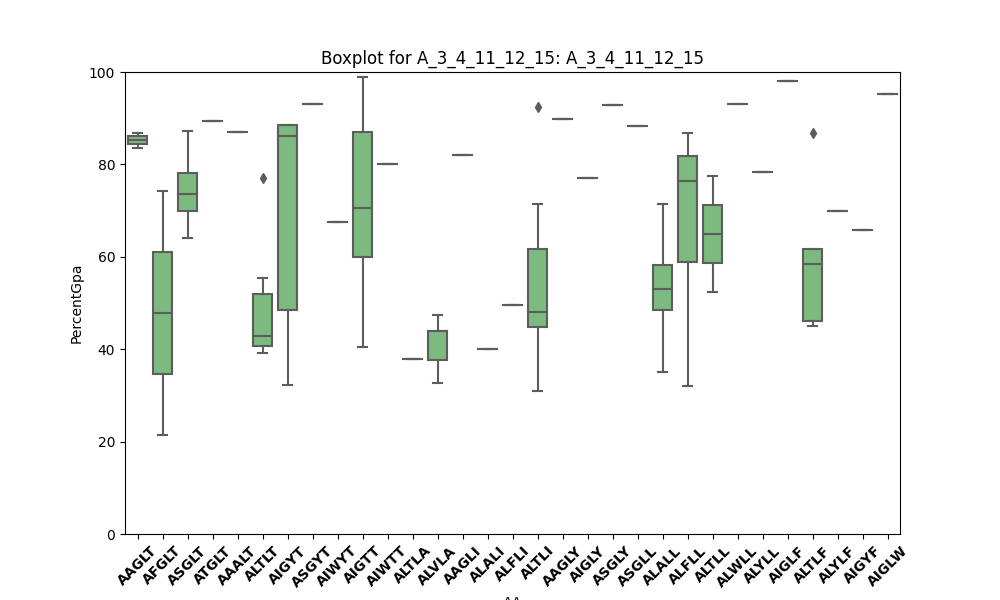 Boxplot for A_3_4_11_12_15: A_3_4_11_12_15
100
80
60
40
20
0
PercentGpa
AAGLT AFGLT ASGLT ATGLT AAALT ALTLT AIGYT ASGYT AIWYT AIGTT AIWTT ALTLA ALVLA AAGLI ALALI ALFLI ALTLI AAGLY AIGLY ASGLY ASGLL ALALL ALFLL ALTLL ALWLL ALYLL AIGLF ALTLF ALYLF AIGYF AIGLW